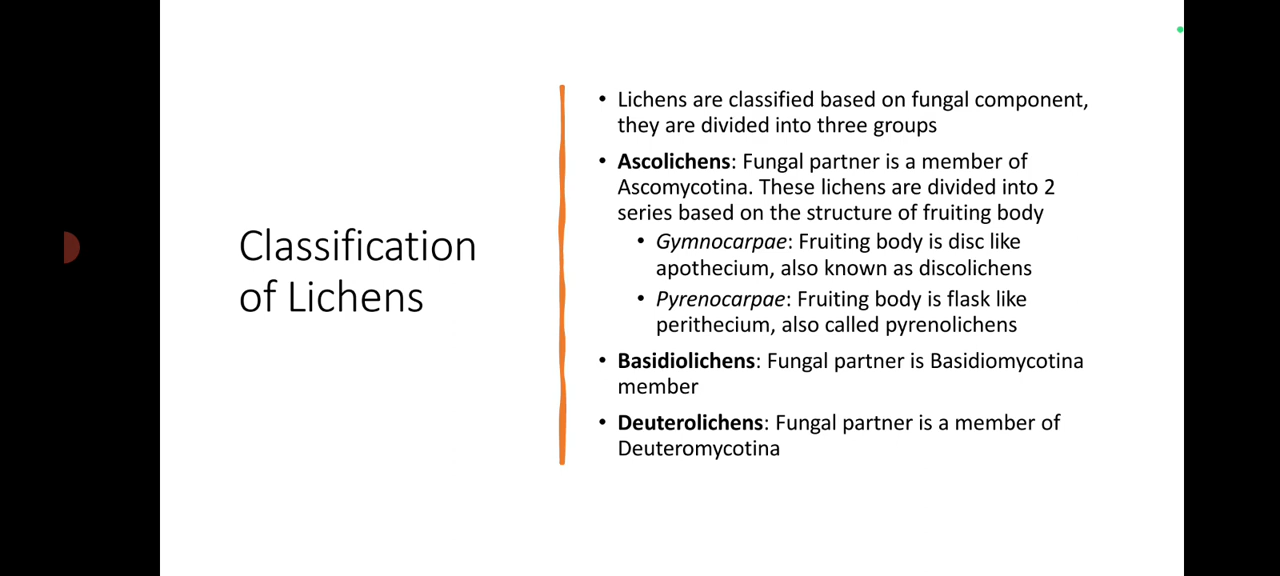 Classification
of Lichens
• Lichens are classified based on fungal component,
they are divided into three groups
• Ascolichens: Fungal partner is a member of
Ascomycotina. These lichens are divided into 2
series based on the structure of fruiting body
• Gymnocarpae: Fruiting body is disc like
apothecium, also known as discolichens
• Pyrenocarpae: Fruiting body is flask like
perithecium, also called pyrenolichens
• Basidiolichens: Fungal partner is Basidiomycotina
member
• Deuterolichens: Fungal partner is a member of
Deuteromycotina